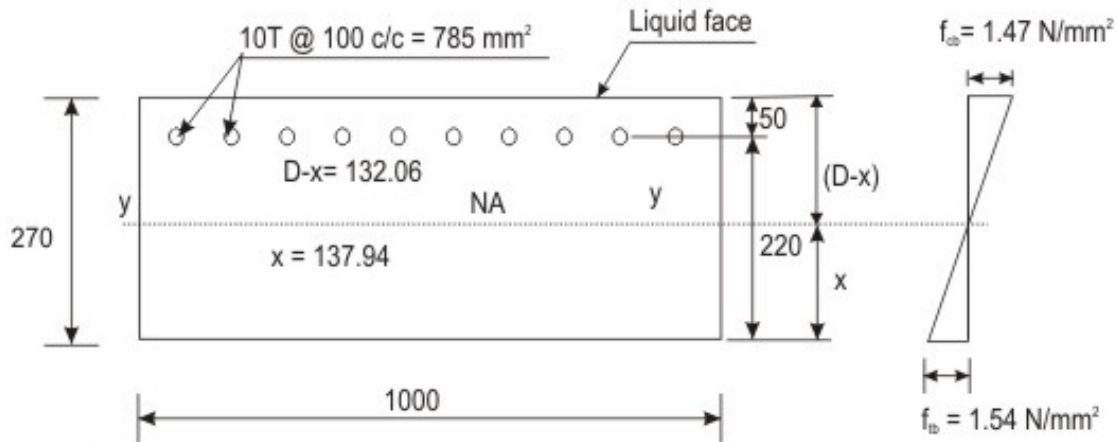 10T @ 100 c/c = 785 mm²
Liquid face
f_cb = 1.47 N/mm²
50
D-x= 132.06
(D-x)
y
NA
y
270
220
x = 137.94
x
1000
f_tb = 1.54 N/mm²